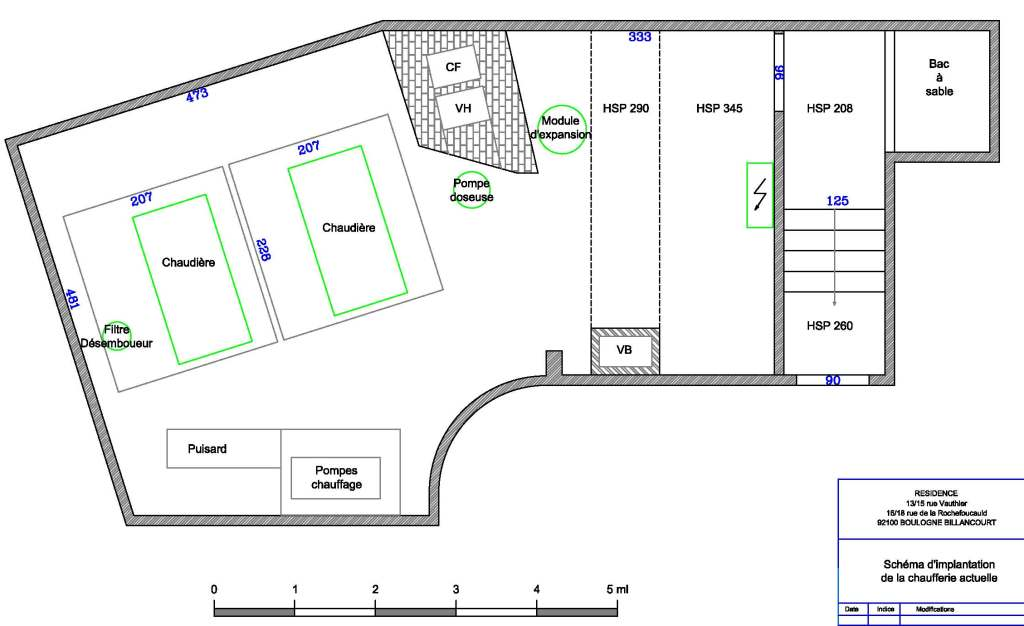 333
CF
VH
473
96
Bac
à
sable
HSP 290
HSP 345
HSP 208
Module
d'expansion
207
207
Pompe
doseuse
125
Chaudière
Chaudière
228
481
Filtre
Désemboueur
HSP 260
VB
90
Puisard
Pompes
chauffage
RESIDENCE
13/15 rue Vauthier
16/18 rue de la Rochefoucauld
92100 BOULOGNE BILLANCOURT
Schéma d'implantation
de la chaufferie actuelle
0 1 2 3 4 5 ml
Date Indice Modifications